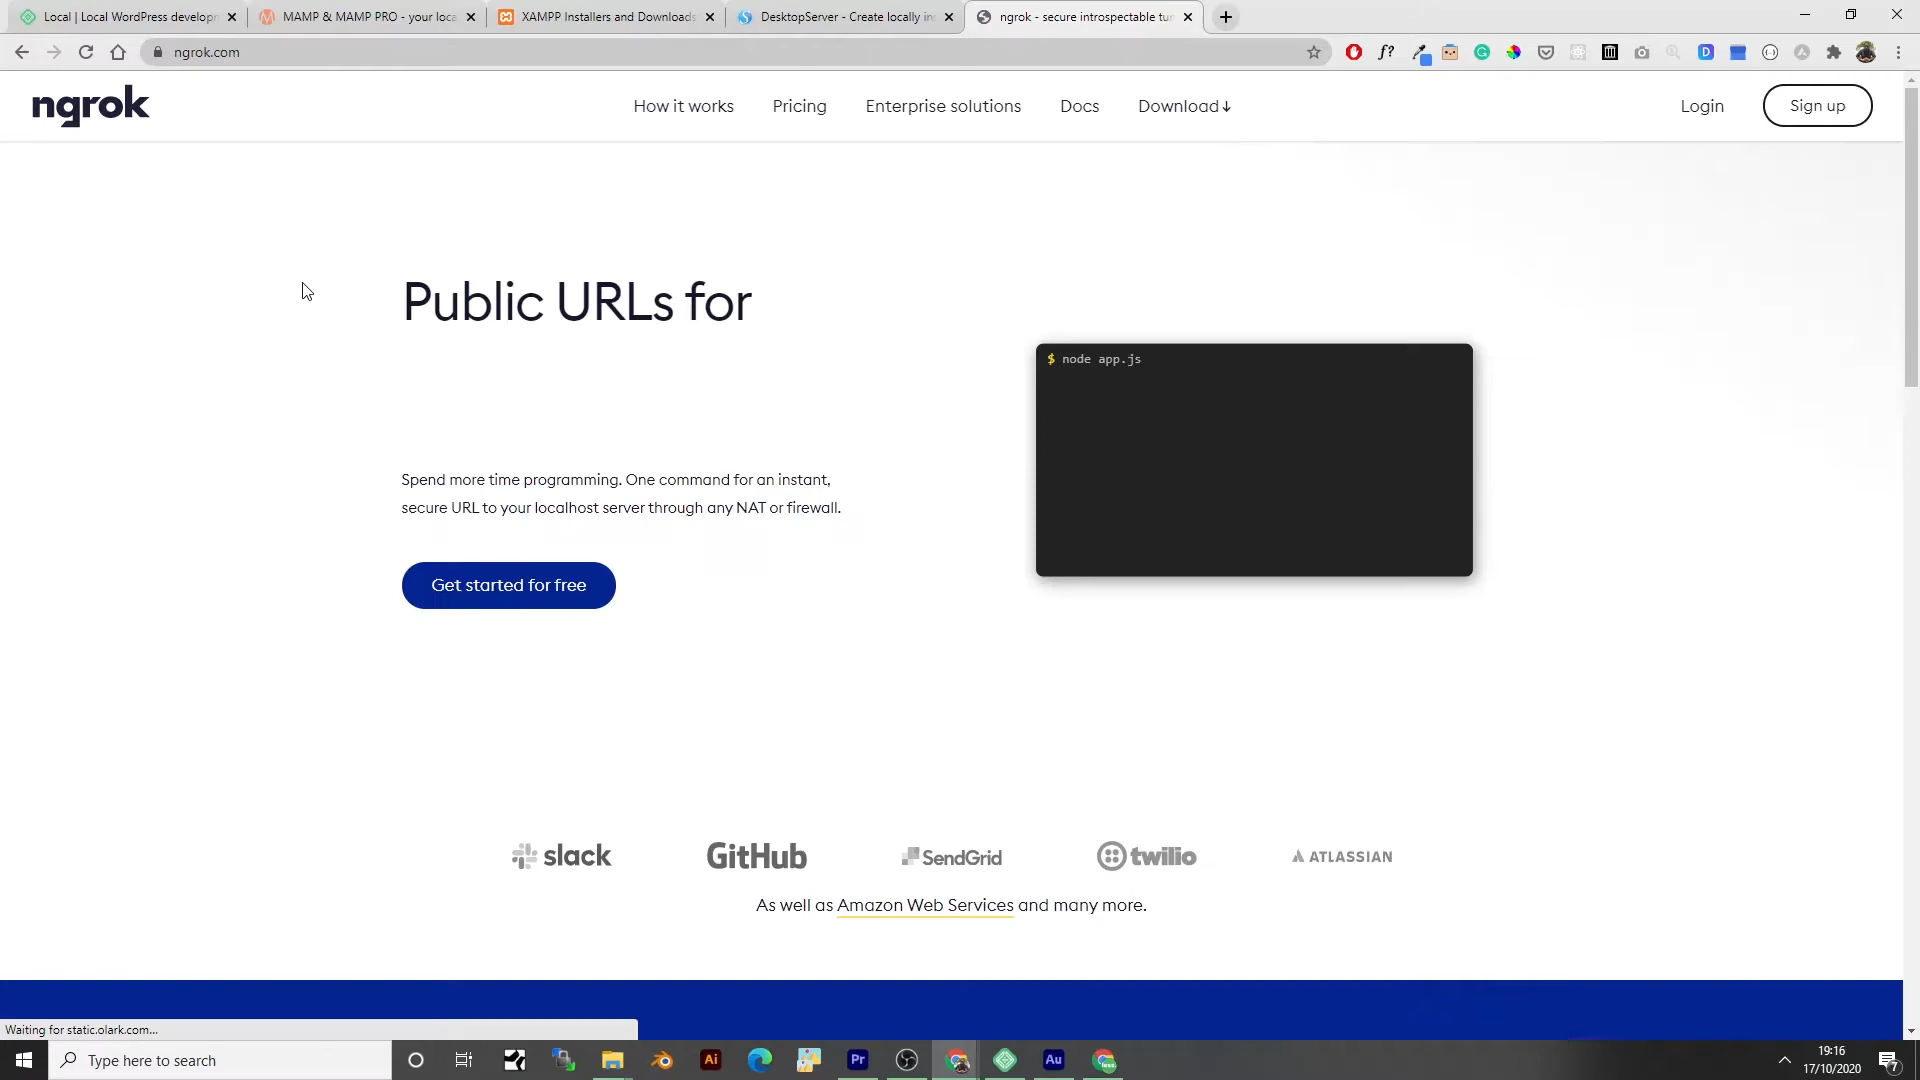 Local | Local WordPress develop
MAMP & MAMP PRO - your loca
XAMPP Installers and Downloads
DesktopServer - Create locally in
ngrok - secure introspectable tun
ngrok.com
ngrok
How it works
Pricing
Enterprise solutions
Docs
Download↓
Login
Sign up
Public URLs for
$ node app.js
Spend more time programming. One command for an instant,
secure URL to your localhost server through any NAT or firewall.
Get started for free
slack
GitHub
SendGrid
twilio
ATLASSIAN
As well as Amazon Web Services and many more.
Waiting for static.olark.com...
Type here to search
Ai
Pr
Au
19:16
17/10/2020
7